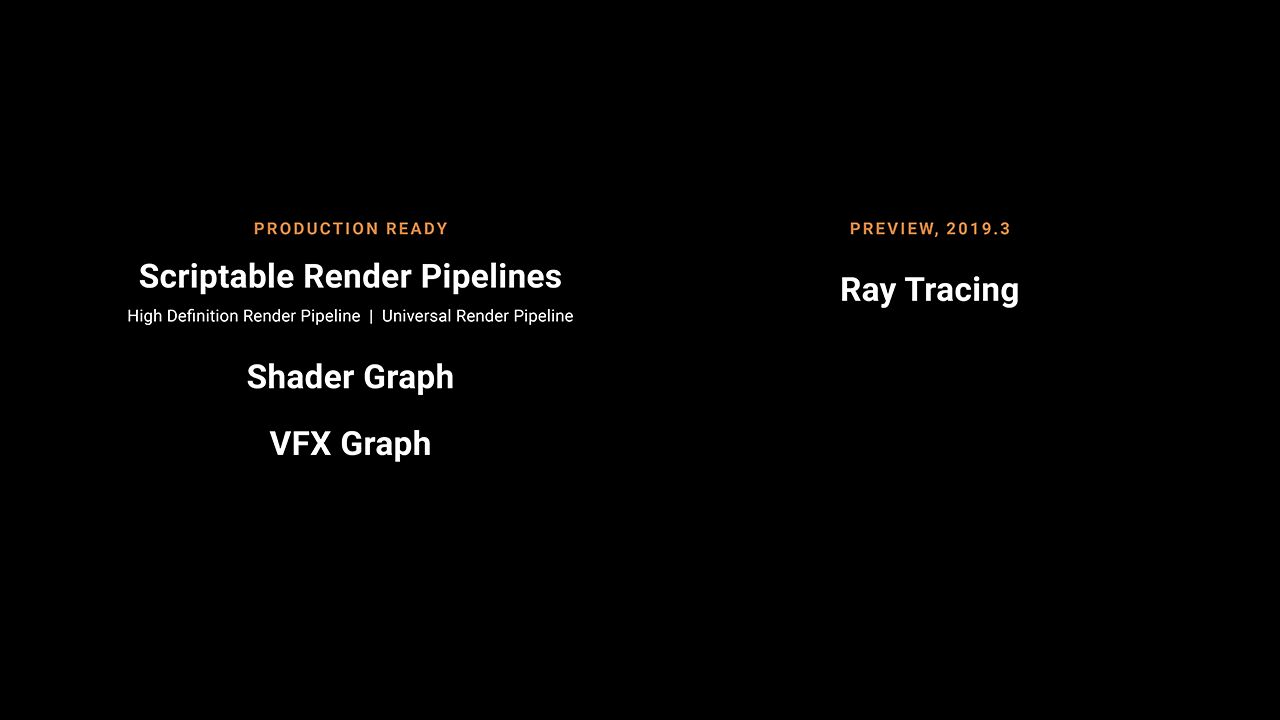 PRODUCTION READY
Scriptable Render Pipelines
High Definition Render Pipeline | Universal Render Pipeline
Shader Graph
VFX Graph
PREVIEW, 2019.3
Ray Tracing